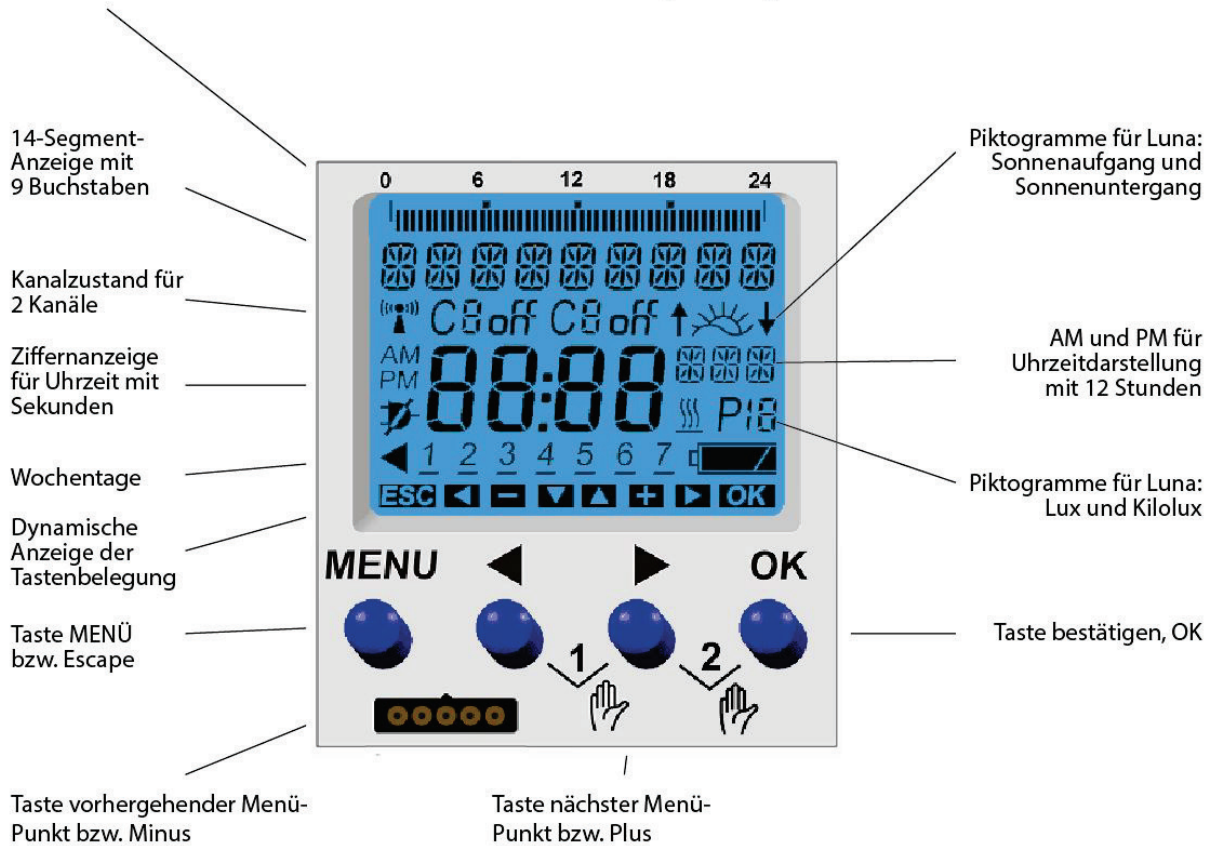 14-Segment-
Anzeige mit
9 Buchstaben
Kanalzustand für
2 Kanäle
Ziffernanzeige
für Uhrzeit mit
Sekunden
Wochentage
Dynamische
Anzeige der
Tastenbelegung
Taste MENÜ
bzw. Escape
Taste vorhergehender Menü-
Punkt bzw. Minus
0 6 12 18 24
C8 off C8 off
AM
PM
88:88
P18
1 2 3 4 5 6 7
ESC OK
MENU OK
1 2
Taste nächster Menü-
Punkt bzw. Plus
Piktogramme für Luna:
Sonnenaufgang und
Sonnenuntergang
AM und PM für
Uhrzeitdarstellung
mit 12 Stunden
Piktogramme für Luna:
Lux und Kilolux
Taste bestätigen, OK